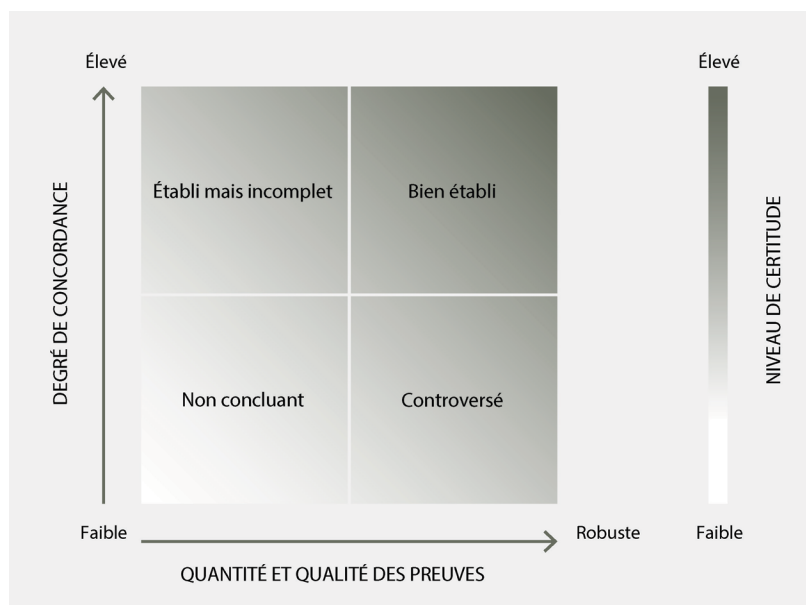 Élevé
Élevé
DEGRÉ DE CONCORDANCE
Établi mais incomplet
Bien établi
Non concluant
Controversé
NIVEAU DE CERTITUDE
Faible
Robuste
Faible
QUANTITÉ ET QUALITÉ DES PREUVES